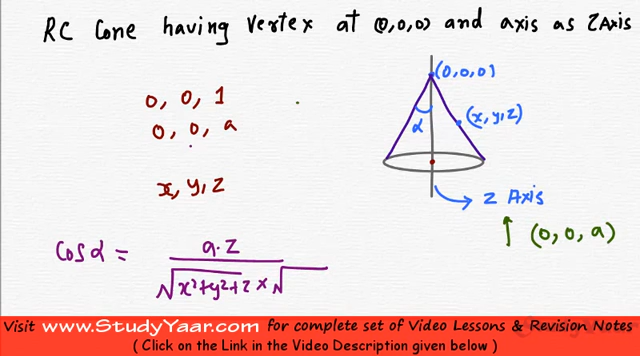 RC Cone having Vertex at (0,0,0) and axis as Z Axis
(0,0,0)
0, 0, 1
0, 0, a
α
(x, y, z)
x, y, z
Z Axis
↑ (0, 0, a)
Cosα = a·z / √x²+y²+z × √
Visit www.StudyYaar.com for complete set of Video Lessons & Revision Notes
( Click on the Link in the Video Description given below )